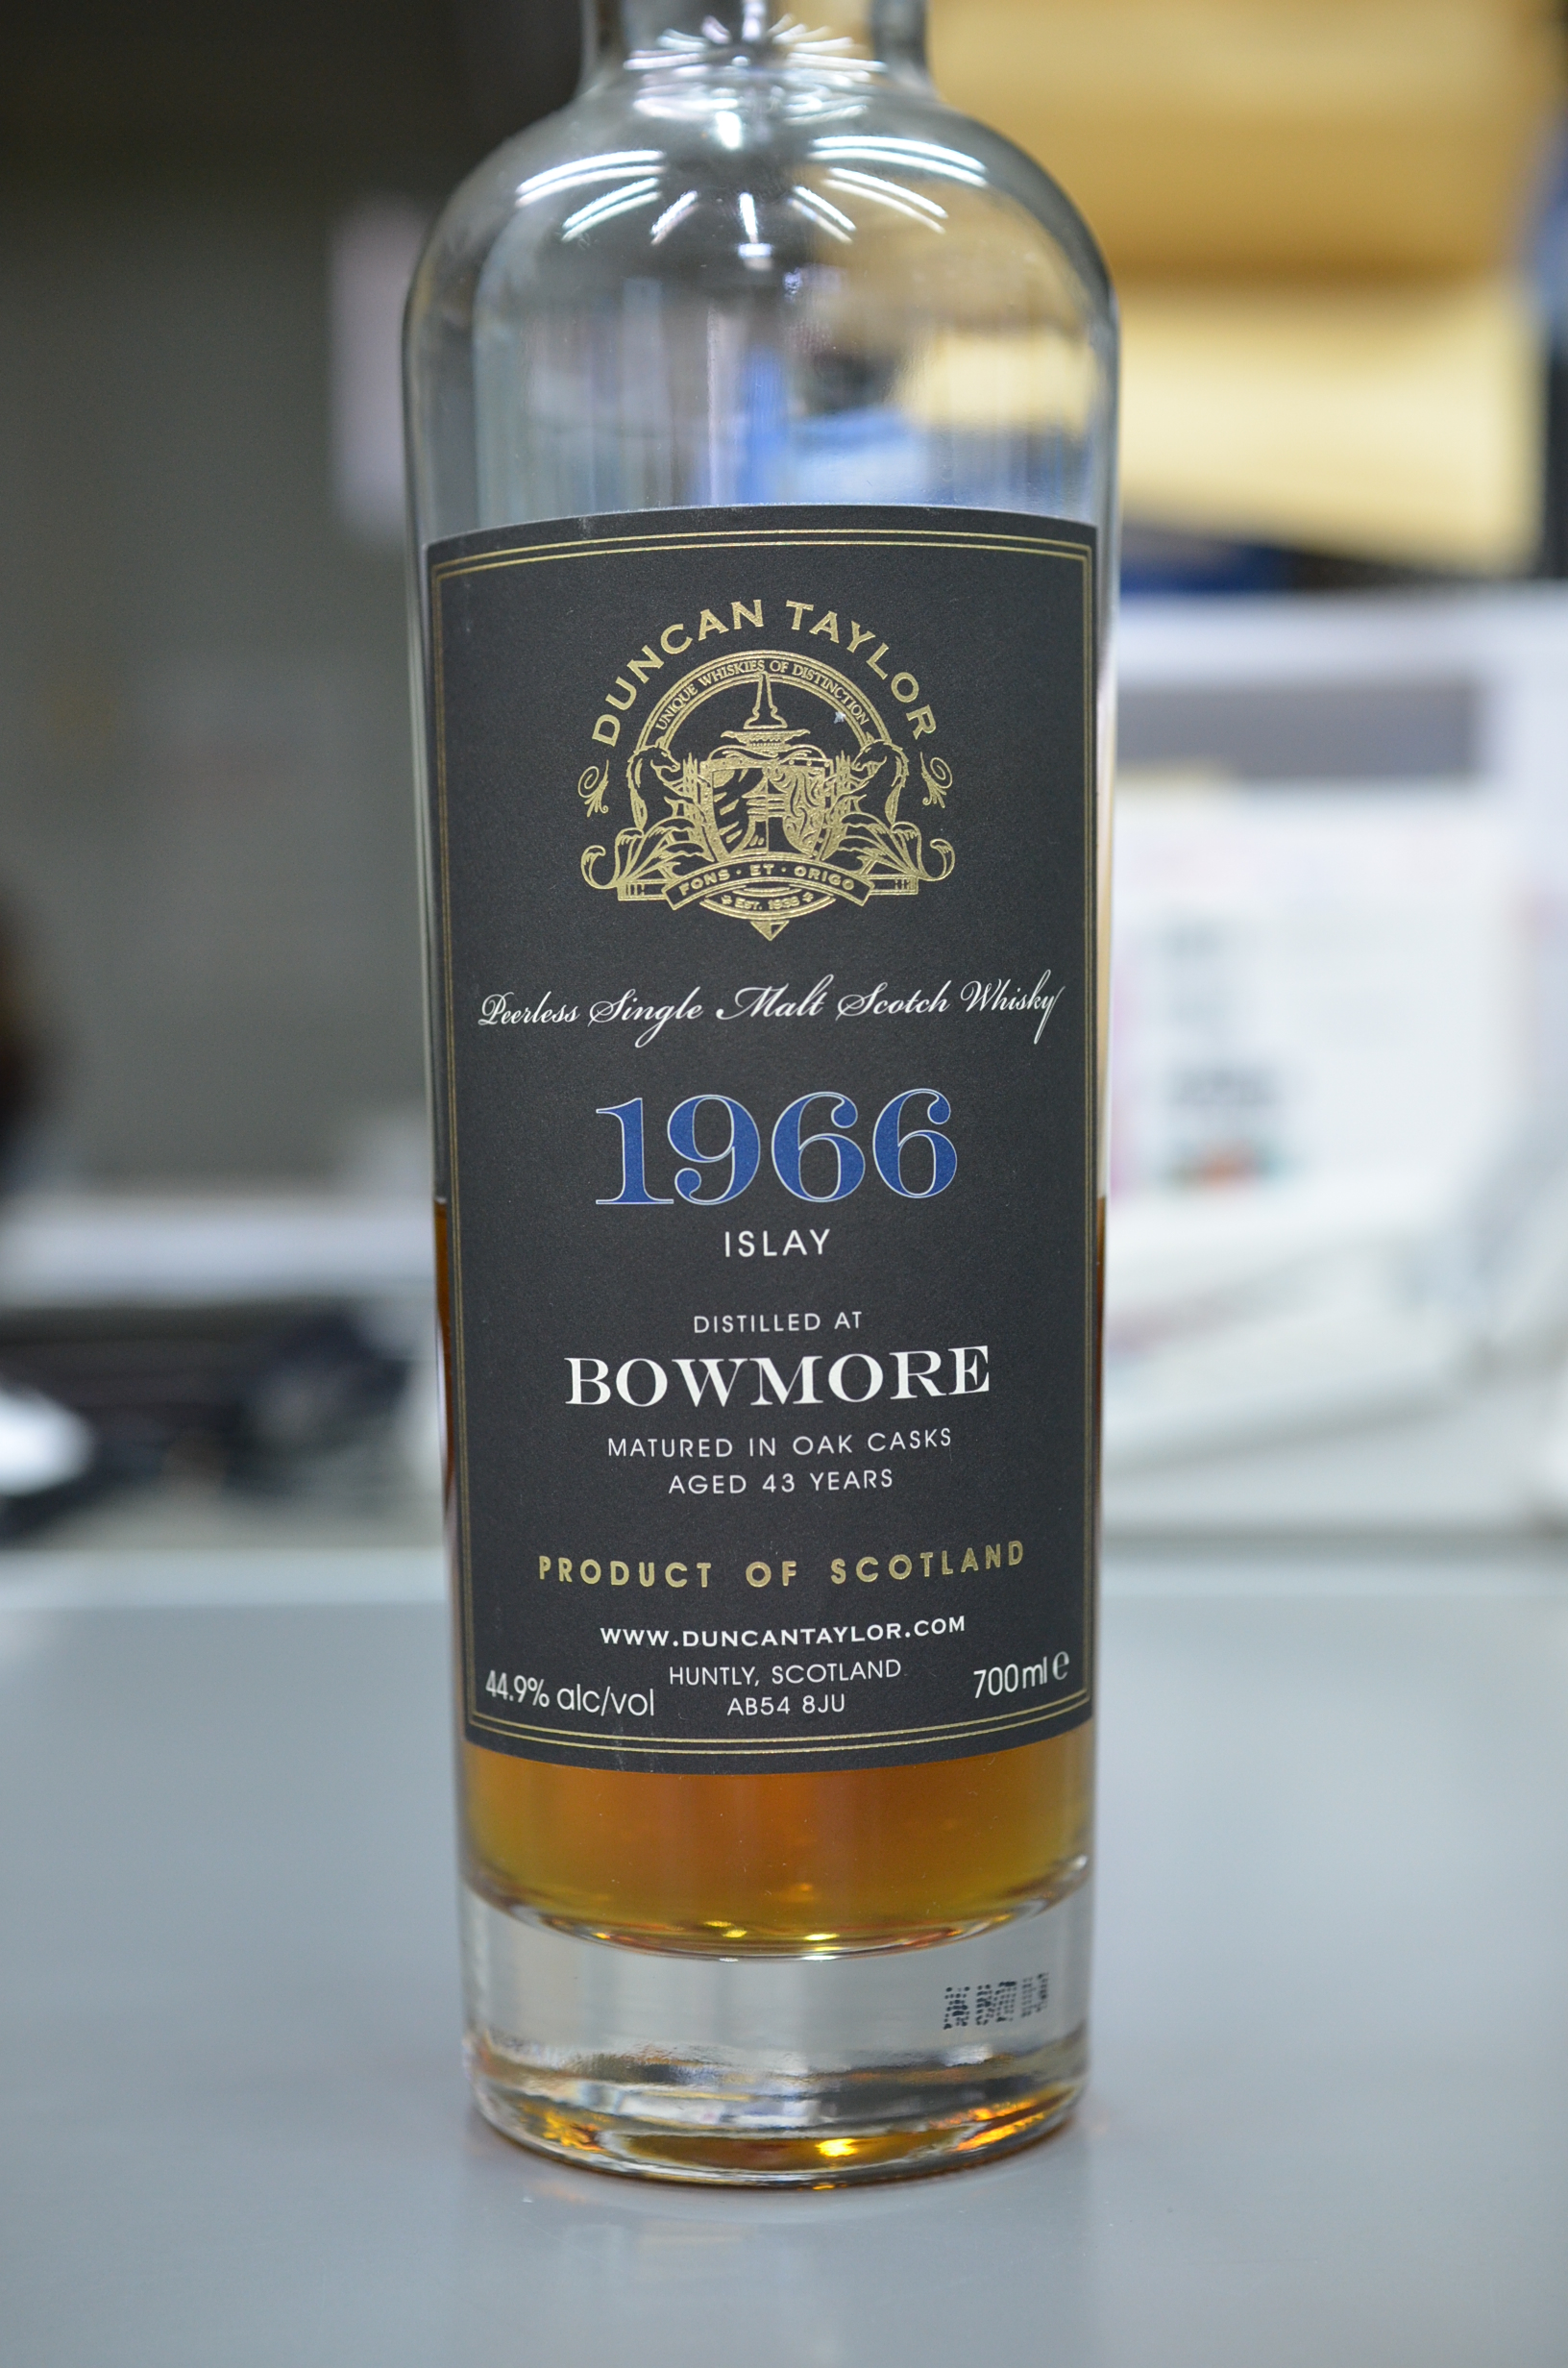 DUNCAN TAYLOR
UNIQUE WHISKIES OF DISTINCTION
FONS · ET · ORIGO
EST. 1938
Peerless Single Malt Scotch Whisky
1966
ISLAY
DISTILLED AT
BOWMORE
MATURED IN OAK CASKS
AGED 43 YEARS
PRODUCT OF SCOTLAND
WWW.DUNCANTAYLOR.COM
HUNTLY, SCOTLAND
AB54 8JU
44.9% alc/vol
700ml e